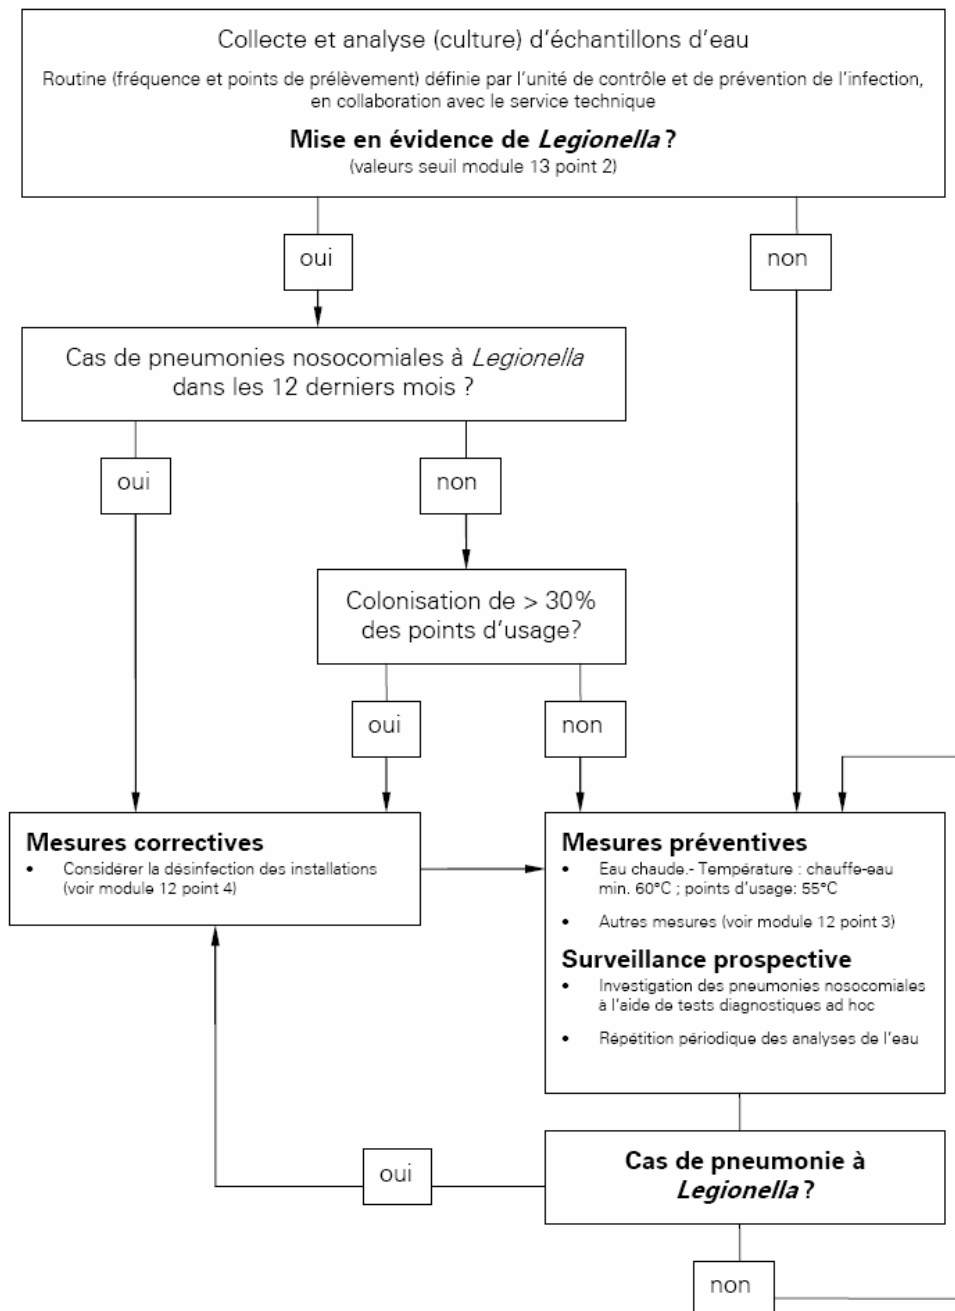 Collecte et analyse (culture) d'échantillons d'eau
Routine (fréquence et points de prélèvement) définie par l'unité de contrôle et de prévention de l'infection,
en collaboration avec le service technique
Mise en évidence de Legionella ?
(valeurs seuil module 13 point 2)
oui
non
Cas de pneumonies nosocomiales à Legionella
dans les 12 derniers mois ?
oui
non
Colonisation de > 30%
des points d'usage?
oui
non
Mesures correctives
• Considérer la désinfection des installations
(voir module 12 point 4)
Mesures préventives
• Eau chaude.- Température : chauffe-eau
min. 60°C ; points d'usage: 55°C
• Autres mesures (voir module 12 point 3)
Surveillance prospective
• Investigation des pneumonies nosocomiales
à l'aide de tests diagnostiques ad hoc
• Répétition périodique des analyses de l'eau
oui
Cas de pneumonie à
Legionella ?
non